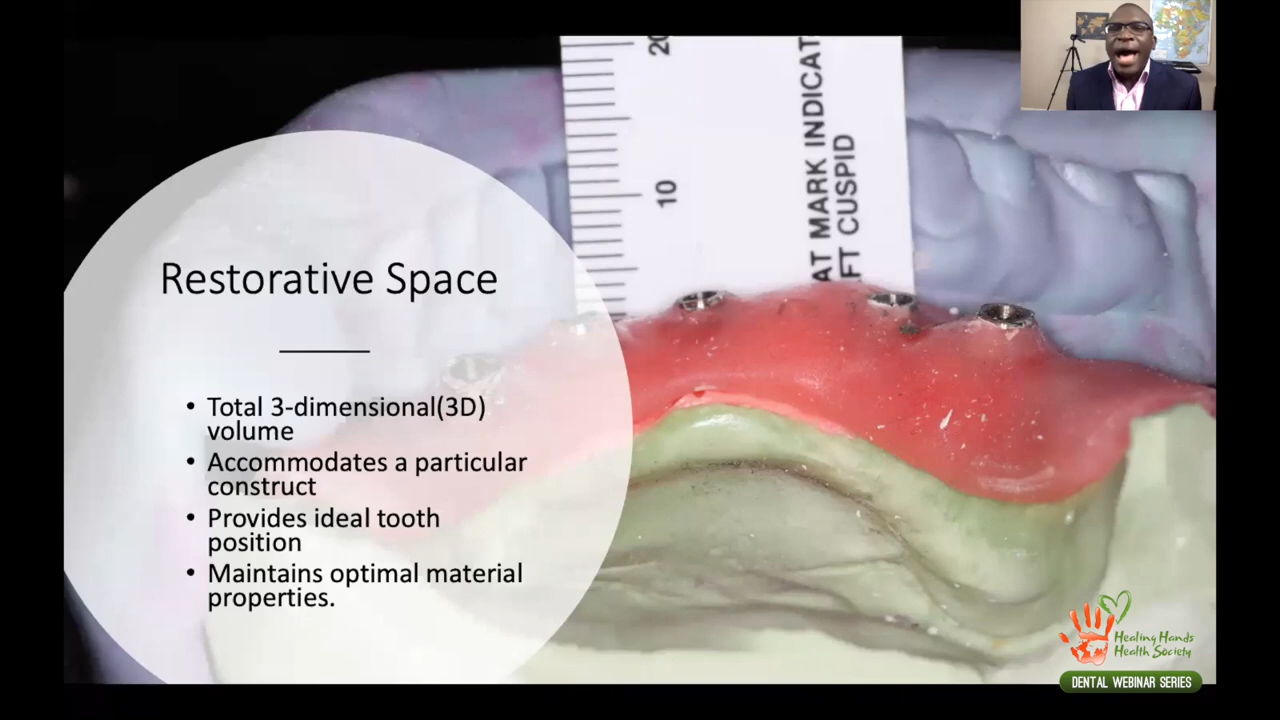 Restorative Space
• Total 3-dimensional(3D)
volume
• Accommodates a particular
construct
• Provides ideal tooth
position
• Maintains optimal material
properties.
20
10
AT MARK INDICAT
FT CUSPID
Healing Hands
Health Society
DENTAL WEBINAR SERIES